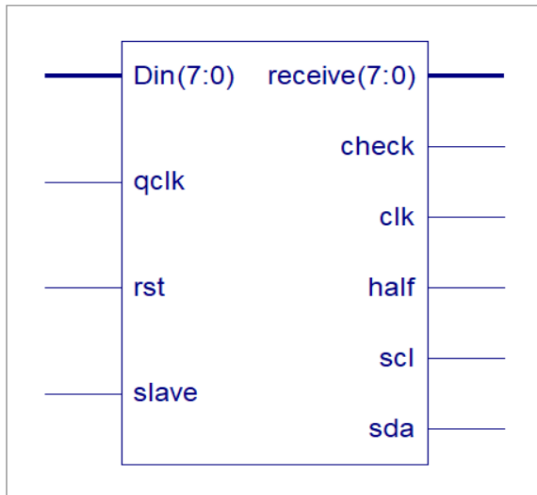 Din(7:0) receive(7:0)
check
qclk
clk
rst half
scl
slave
sda